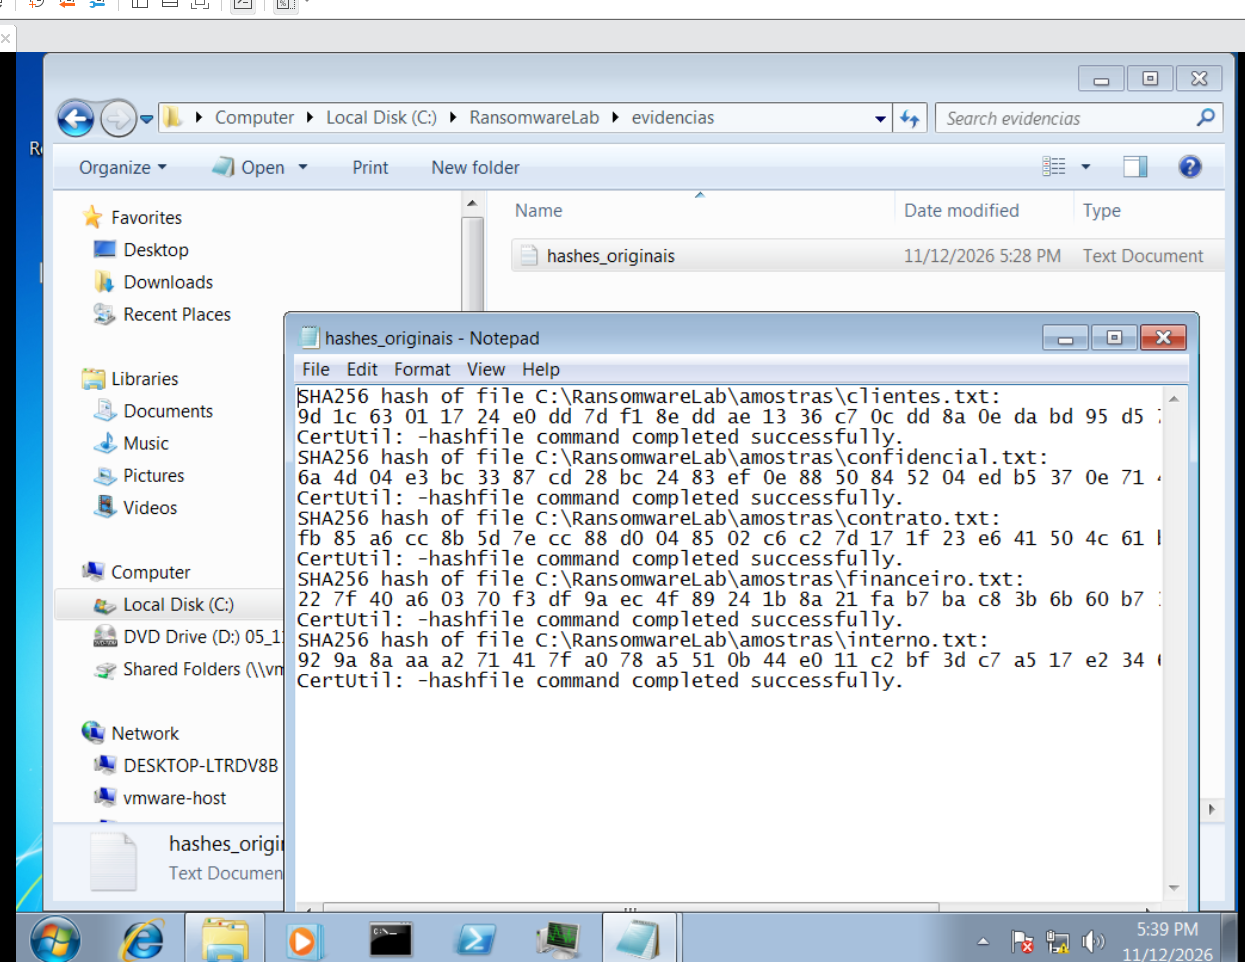 Computer
Local Disk (C:)
RansomwareLab
evidencias
Search evidencias
Organize
Open
Print
New folder
Favorites
Desktop
Downloads
Recent Places
Libraries
Documents
Music
Pictures
Videos
Computer
Local Disk (C:)
DVD Drive (D:) 05_1
Shared Folders (\\vm
Network
DESKTOP-LTRDV8B
vmware-host
Name
Date modified
Type
hashes_originais
11/12/2026 5:28 PM
Text Document
hashes_originais - Notepad
File Edit Format View Help
SHA256 hash of file C:\RansomwareLab\amostras\clientes.txt:
9d 1c 63 01 17 24 e0 dd 7d f1 8e dd ae 13 36 c7 0c dd 8a 0e da bd 95 d5
CertUtil: -hashfile command completed successfully.
SHA256 hash of file C:\RansomwareLab\amostras\confidencial.txt:
6a 4d 04 e3 bc 33 87 cd 28 bc 24 83 ef 0e 88 50 84 52 04 ed b5 37 0e 71
CertUtil: -hashfile command completed successfully.
SHA256 hash of file C:\RansomwareLab\amostras\contrato.txt:
fb 85 a6 cc 8b 5d 7e cc 88 d0 04 85 02 c6 c2 7d 17 1f 23 e6 41 50 4c 61
CertUtil: -hashfile command completed successfully.
SHA256 hash of file C:\RansomwareLab\amostras\financeiro.txt:
22 7f 40 a6 03 70 f3 df 9a ec 4f 89 24 1b 8a 21 fa b7 ba c8 3b 6b 60 b7
CertUtil: -hashfile command completed successfully.
SHA256 hash of file C:\RansomwareLab\amostras\interno.txt:
92 9a 8a aa a2 71 41 7f a0 78 a5 51 0b 44 e0 11 c2 bf 3d c7 a5 17 e2 34
CertUtil: -hashfile command completed successfully.
hashes_origi
Text Documen
5:39 PM
11/12/2026